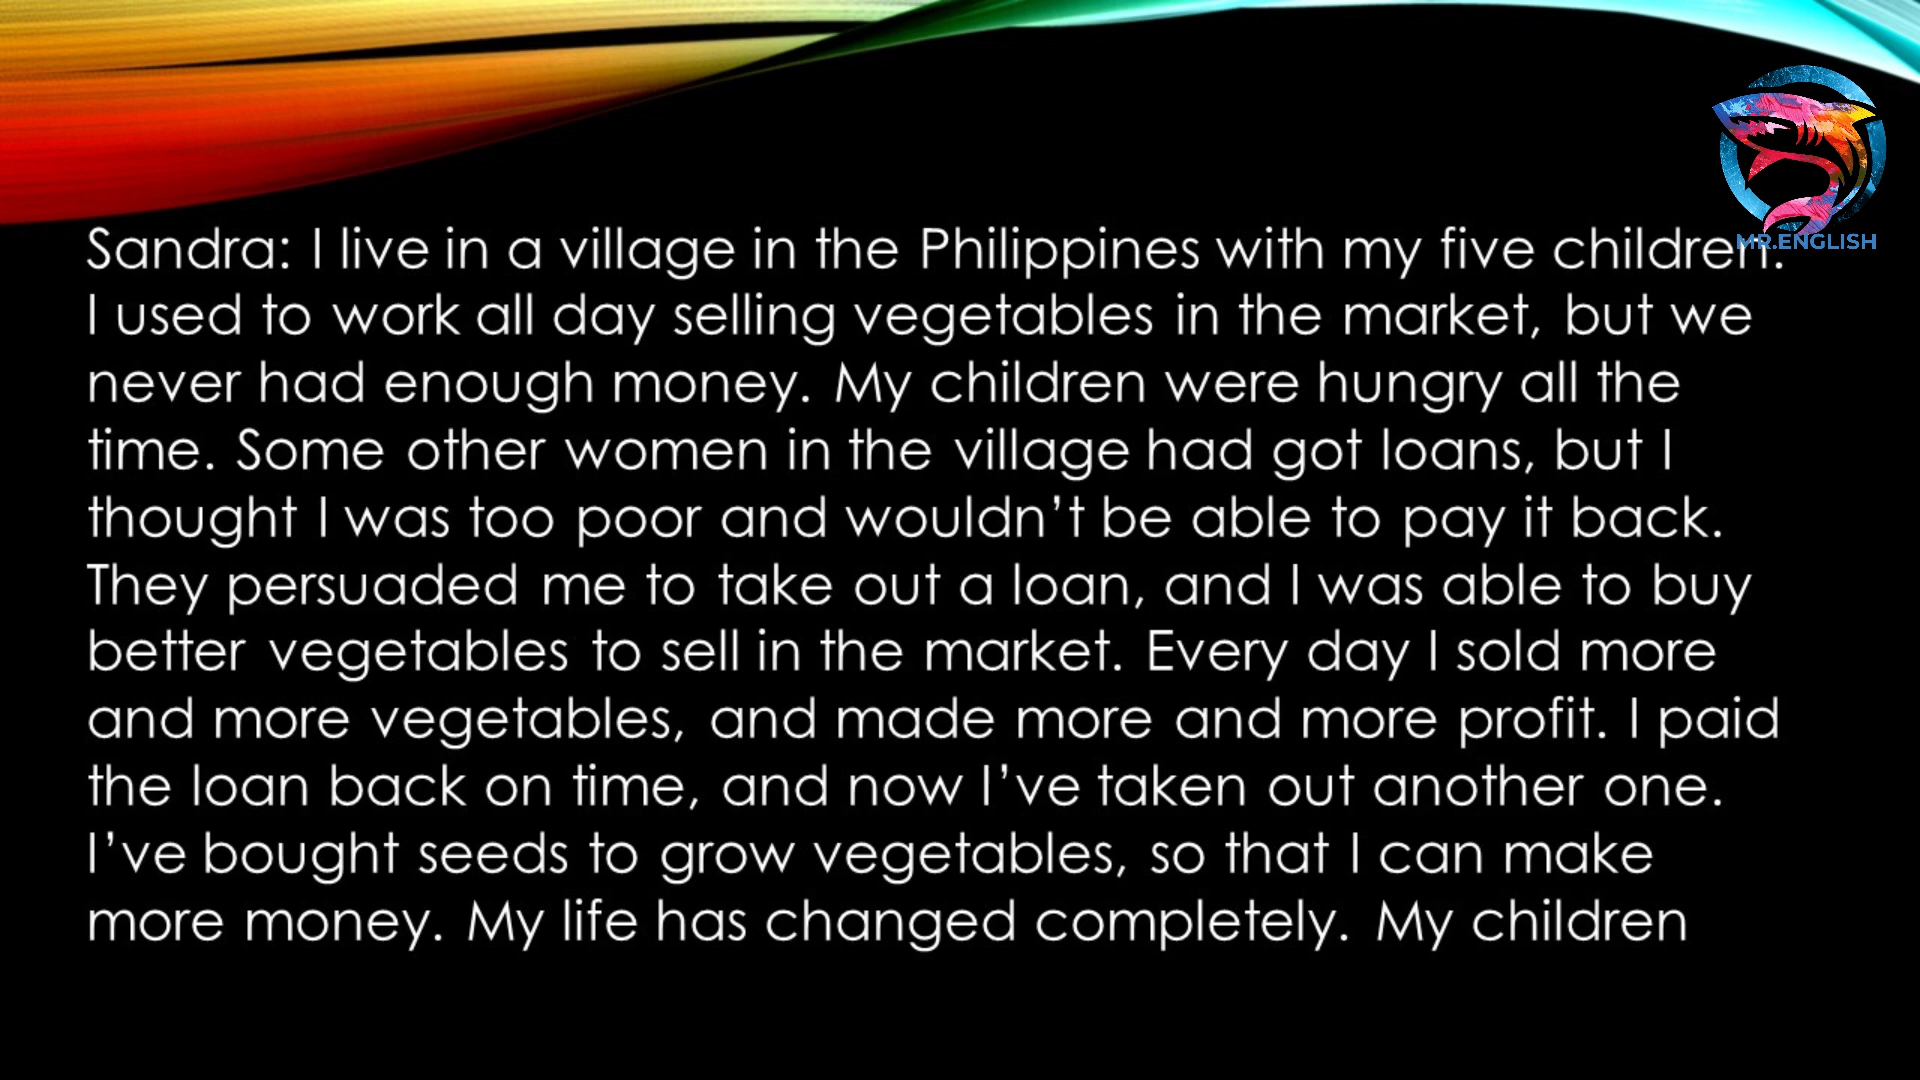 MR.ENGLISH
Sandra: I live in a village in the Philippines with my five children.
I used to work all day selling vegetables in the market, but we
never had enough money. My children were hungry all the
time. Some other women in the village had got loans, but I
thought I was too poor and wouldn’t be able to pay it back.
They persuaded me to take out a loan, and I was able to buy
better vegetables to sell in the market. Every day I sold more
and more vegetables, and made more and more profit. I paid
the loan back on time, and now I’ve taken out another one.
I’ve bought seeds to grow vegetables, so that I can make
more money. My life has changed completely. My children